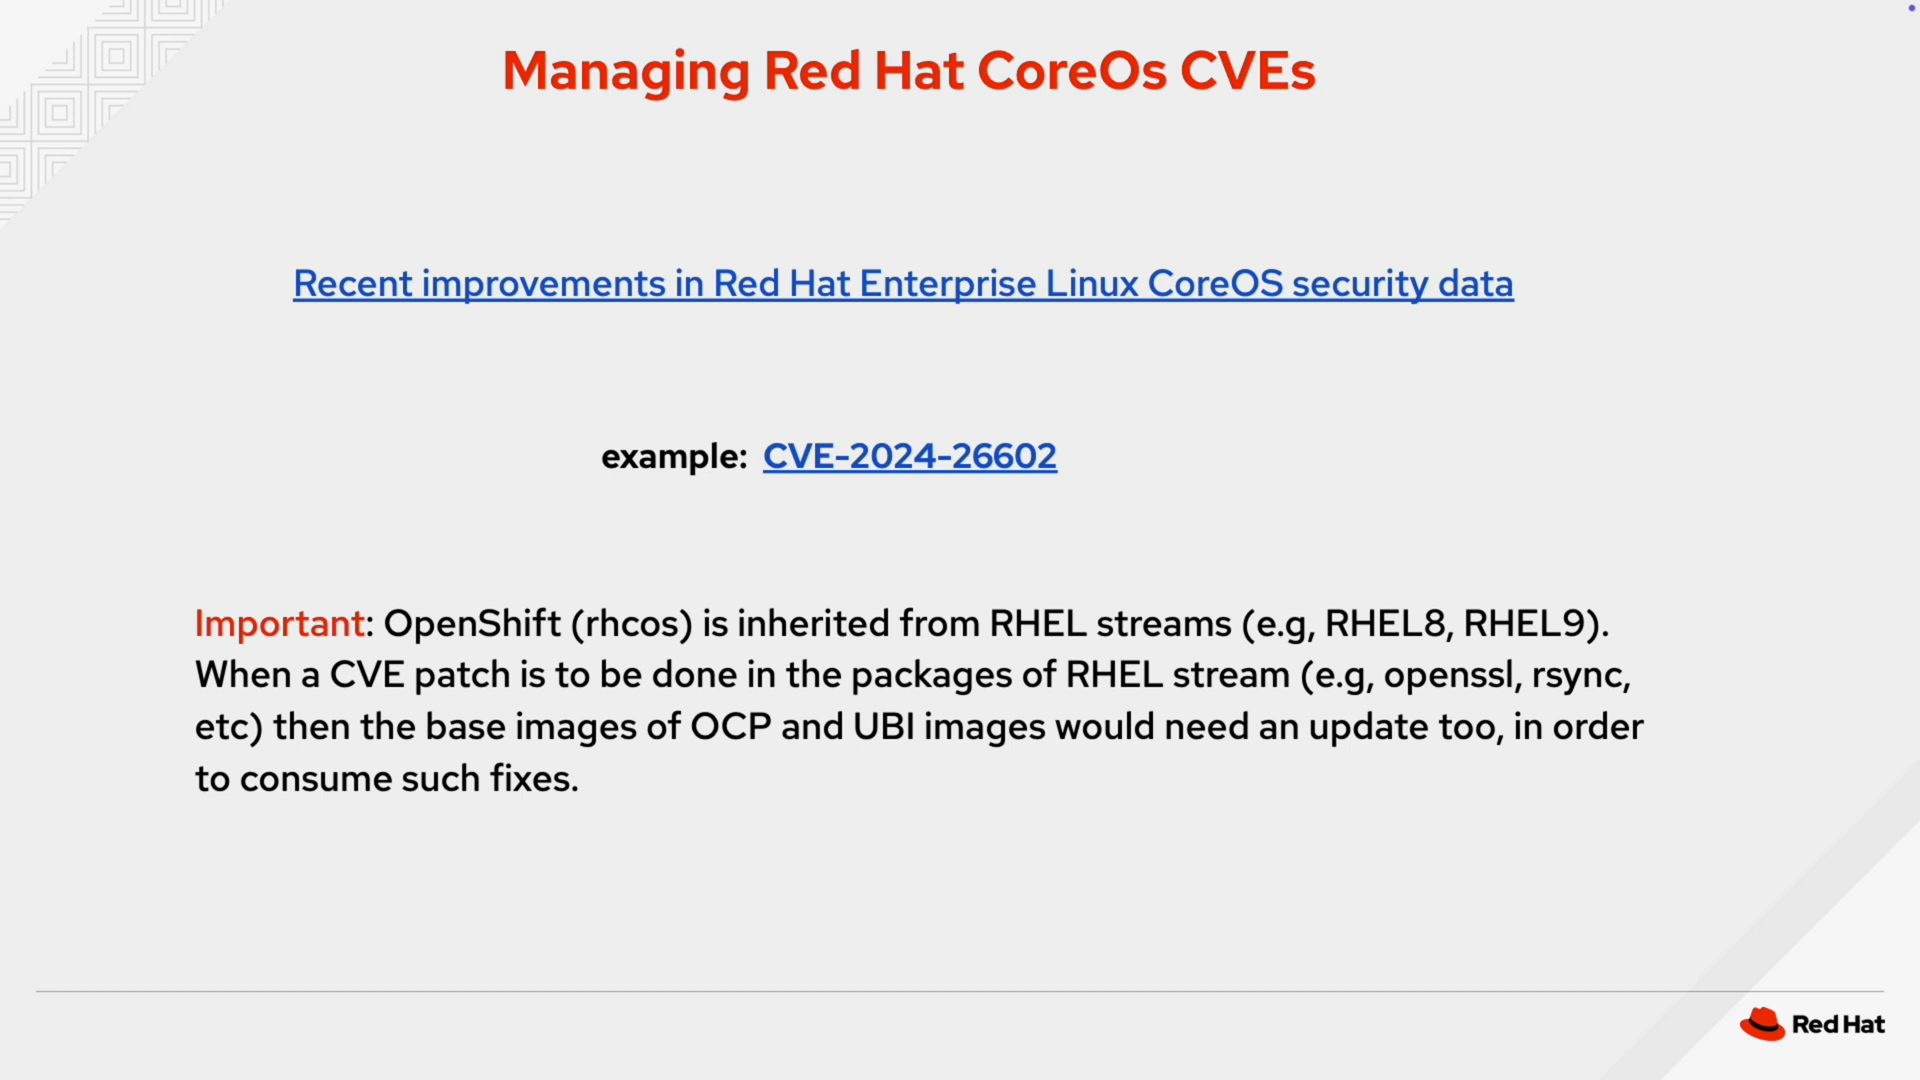 Managing Red Hat CoreOs CVEs
Recent improvements in Red Hat Enterprise Linux CoreOS security data
example: CVE-2024-26602
Important: OpenShift (rhcos) is inherited from RHEL streams (e.g, RHEL8, RHEL9).
When a CVE patch is to be done in the packages of RHEL stream (e.g, openssl, rsync,
etc) then the base images of OCP and UBI images would need an update too, in order
to consume such fixes.
Red Hat